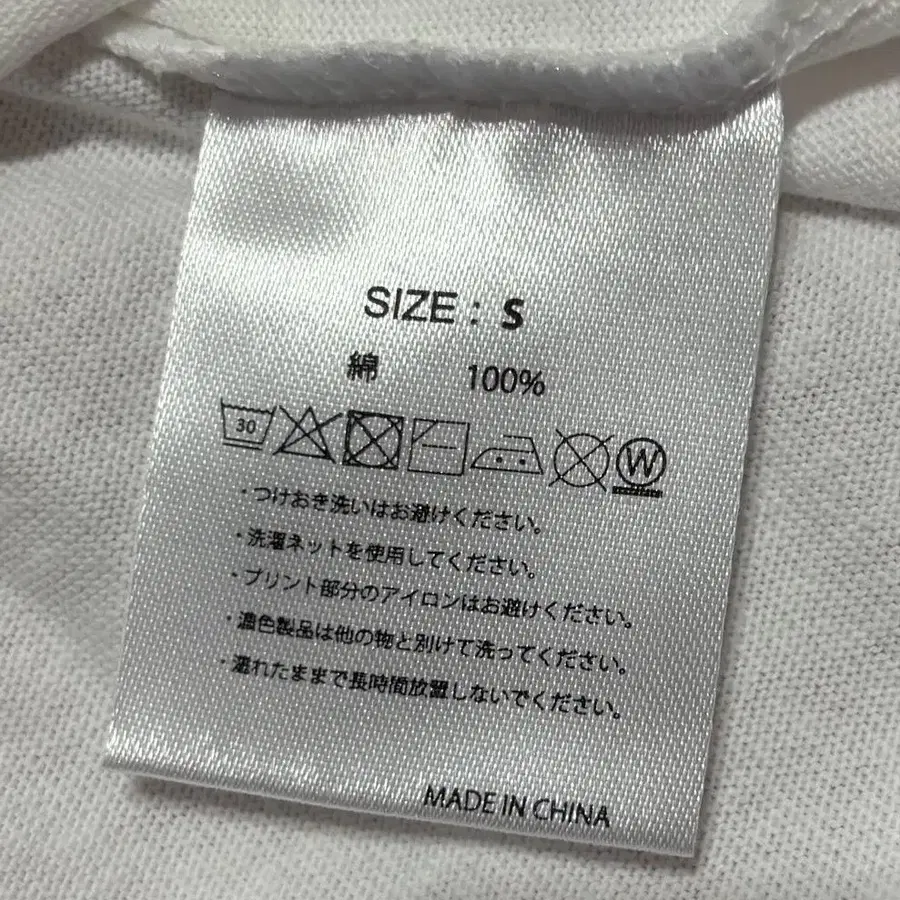 SIZE : S
綿 100%
30 W
・つけおき洗いはお避けください。
・洗濯ネットを使用してください。
・プリント部分のアイロンはお避けください。
・濃色製品は他の物と別けて洗ってください。
・濡れたままで長時間放置しないでください。
MADE IN CHINA